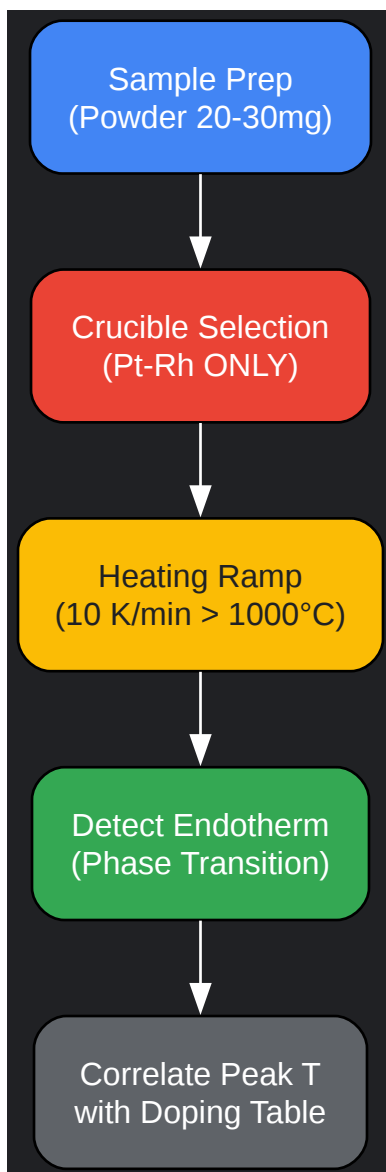 Sample Prep
(Powder 20-30mg)
Crucible Selection
(Pt-Rh ONLY)
Heating Ramp
(10 K/min > 1000°C)
Detect Endotherm
(Phase Transition)
Correlate Peak T
with Doping Table